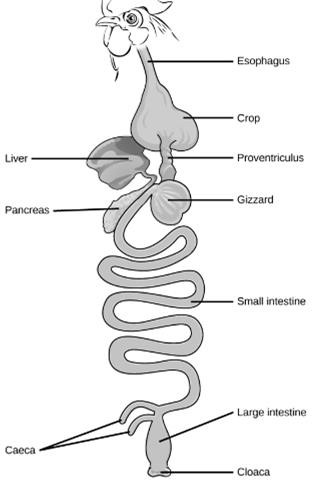 Esophagus
Crop
Liver
Proventriculus
Gizzard
Pancreas
Small intestine
Large intestine
Caeca
Cloaca